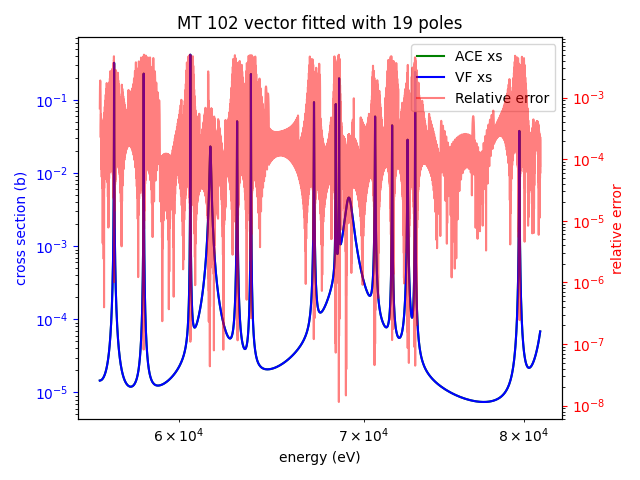 MT 102 vector fitted with 19 poles
ACE xs
VF xs
Relative error
cross section (b)
10⁻¹
10⁻²
10⁻³
10⁻⁴
10⁻⁵
relative error
10⁻³
10⁻⁴
10⁻⁵
10⁻⁶
10⁻⁷
10⁻⁸
6 × 10⁴ 7 × 10⁴ 8 × 10⁴
energy (eV)